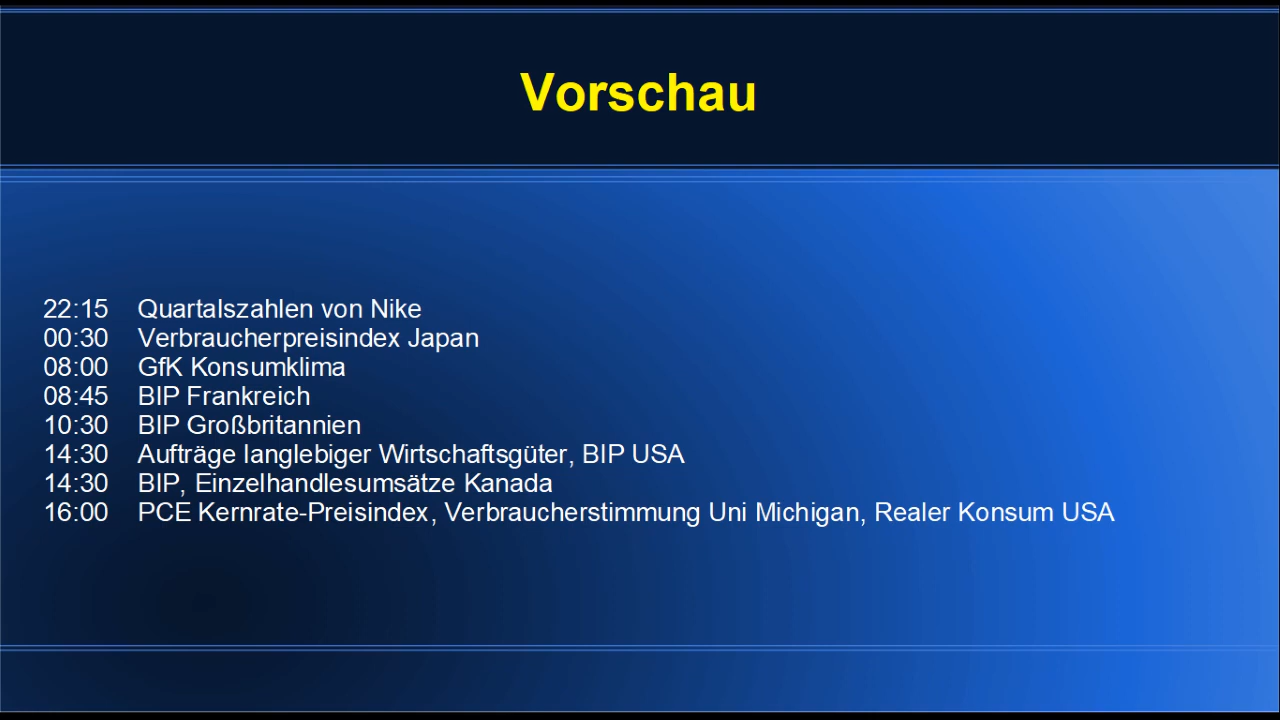 Vorschau
22:15 Quartalszahlen von Nike
00:30 Verbraucherpreisindex Japan
08:00 GfK Konsumklima
08:45 BIP Frankreich
10:30 BIP Großbritannien
14:30 Aufträge langlebiger Wirtschaftsgüter, BIP USA
14:30 BIP, Einzelhandlesumsätze Kanada
16:00 PCE Kernrate-Preisindex, Verbraucherstimmung Uni Michigan, Realer Konsum USA